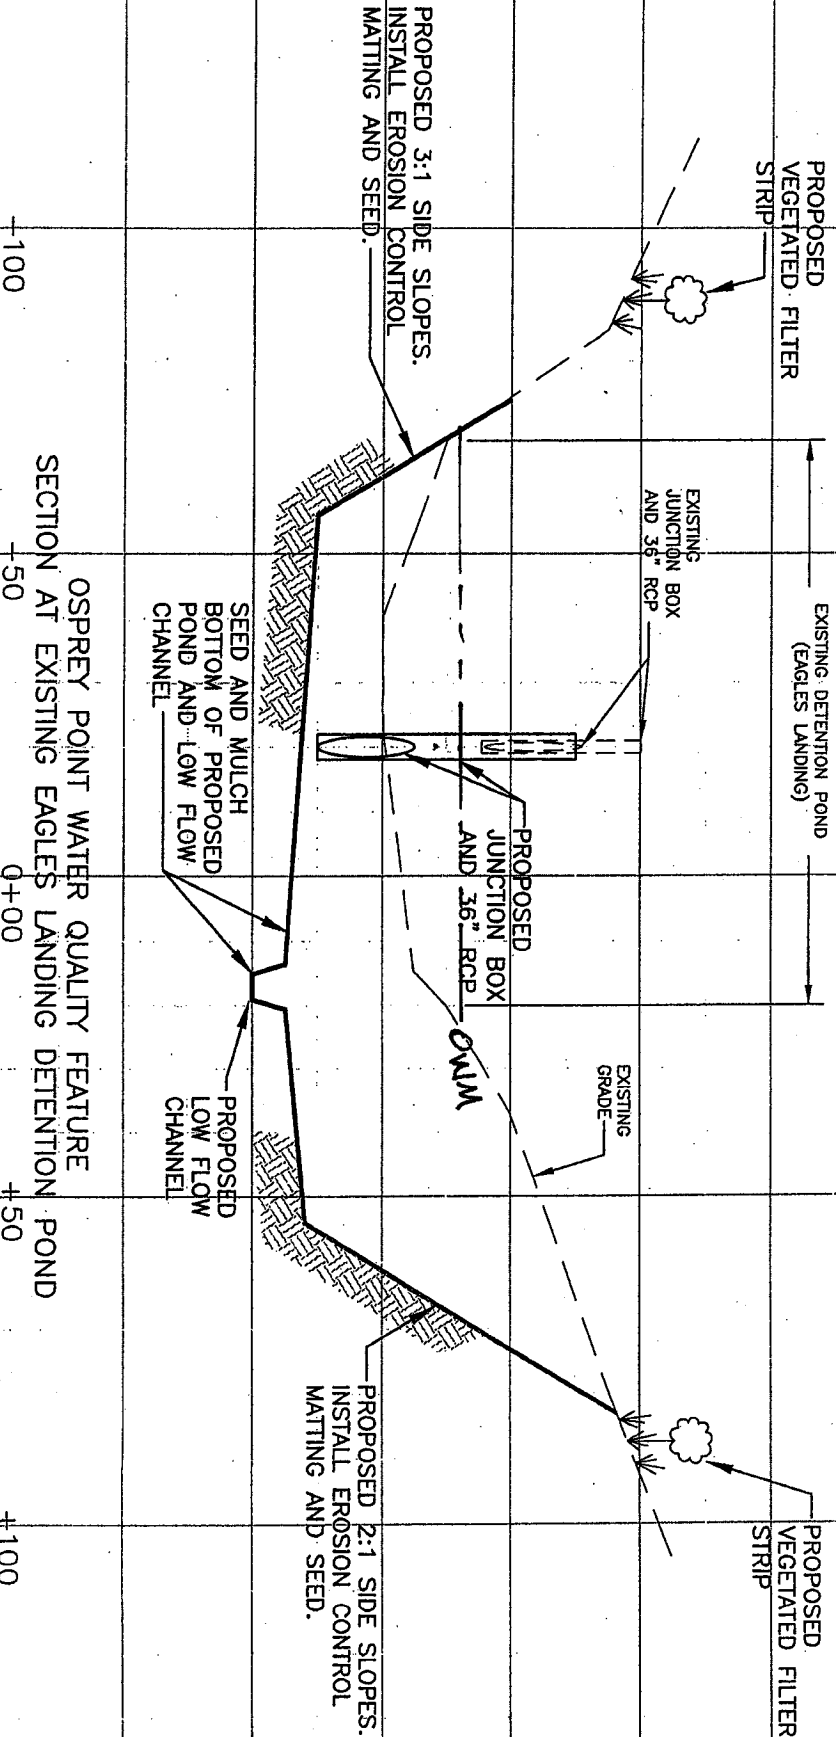 PROPOSED
VEGETATED FILTER
STRIP
EXISTING DETENTION POND
(EAGLES LANDING)
PROPOSED
VEGETATED FILTER
STRIP
EXISTING
JUNCTION BOX
AND 36" RCP
EXISTING
GRADE
PROPOSED 3:1 SIDE SLOPES.
INSTALL EROSION CONTROL
MATTING AND SEED.
PROPOSED
JUNCTION BOX
AND 36" RCP
OWM
PROPOSED 2:1 SIDE SLOPES.
INSTALL EROSION CONTROL
MATTING AND SEED.
SEED AND MULCH
BOTTOM OF PROPOSED
POND AND LOW FLOW
CHANNEL
PROPOSED
LOW FLOW
CHANNEL
OSPREY POINT WATER QUALITY FEATURE
SECTION AT EXISTING EAGLES LANDING DETENTION POND
-100
-50
0+00
+50
+100